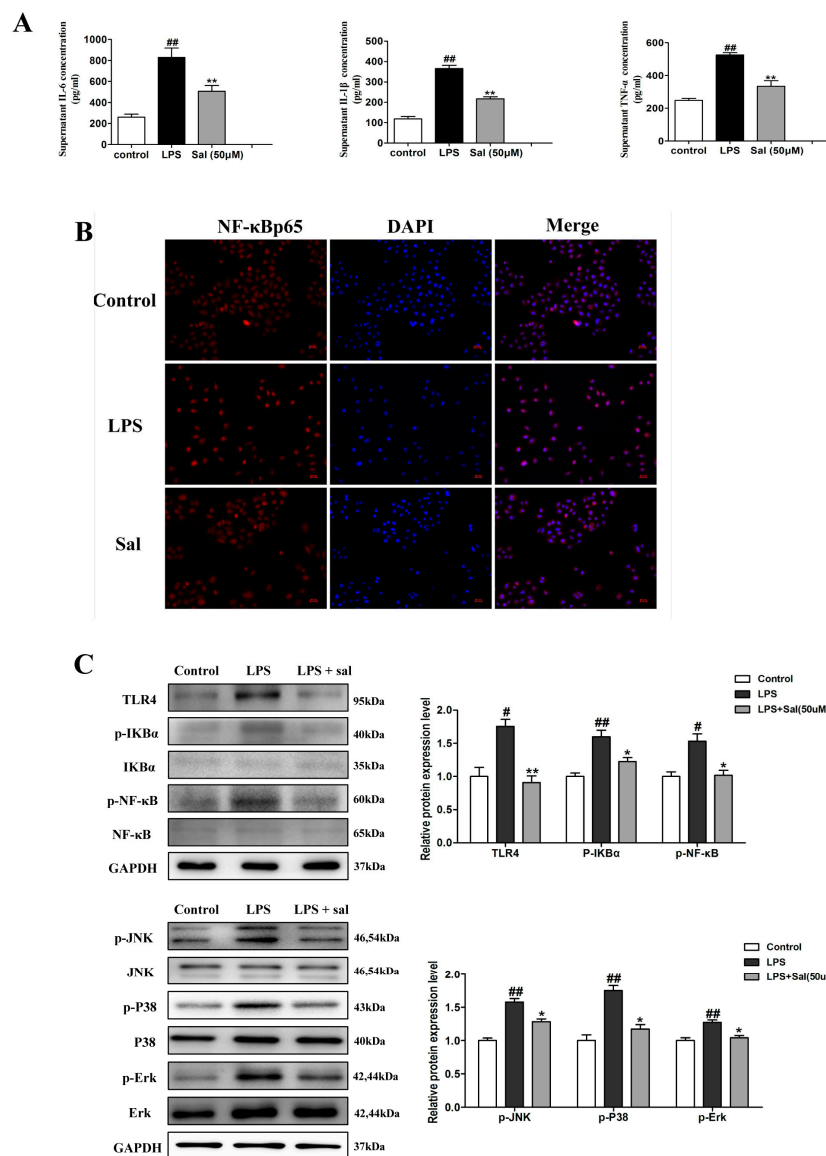 A
Supernatant IL-6 concentration
(pg/ml)
1000
800
600
400
200
0
##
**
control LPS Sal (50μM)
Supernatant IL-1β concentration
(pg/ml)
400
300
200
100
0
##
**
control LPS Sal (50μM)
Supernatant TNF-α concentration
(pg/ml)
600
400
200
0
##
**
control LPS Sal (50μM)
B
NF-κBp65 DAPI Merge
Control
LPS
Sal
C
Control LPS LPS + sal
TLR4 95kDa
p-IKBα 40kDa
IKBα 35kDa
p-NF-κB 60kDa
NF-κB 65kDa
GAPDH 37kDa
Control
LPS
LPS+Sal(50uM
Relative protein expression level
2.0
1.5
1.0
0.5
0.0
# ## #
** * *
TLR4 P-IKBα p-NF-κB
Control LPS LPS + sal
p-JNK 46,54kDa
JNK 46,54kDa
p-P38 43kDa
P38 40kDa
p-Erk 42,44kDa
Erk 42,44kDa
GAPDH 37kDa
Control
LPS
LPS+Sal(50u
Relative protein expression level
2.0
1.5
1.0
0.5
0.0
## ## ##
* * *
p-JNK p-P38 p-Erk